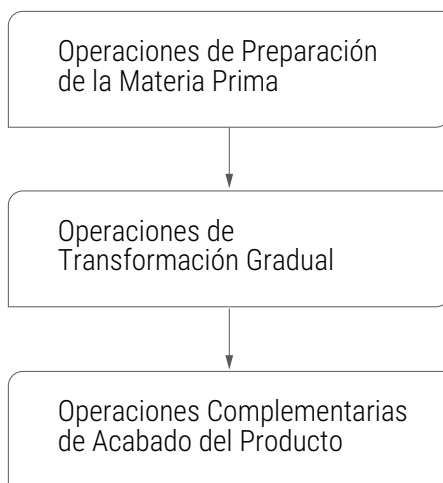 Operaciones de Preparación
de la Materia Prima
Operaciones de
Transformación Gradual
Operaciones Complementarias
de Acabado del Producto